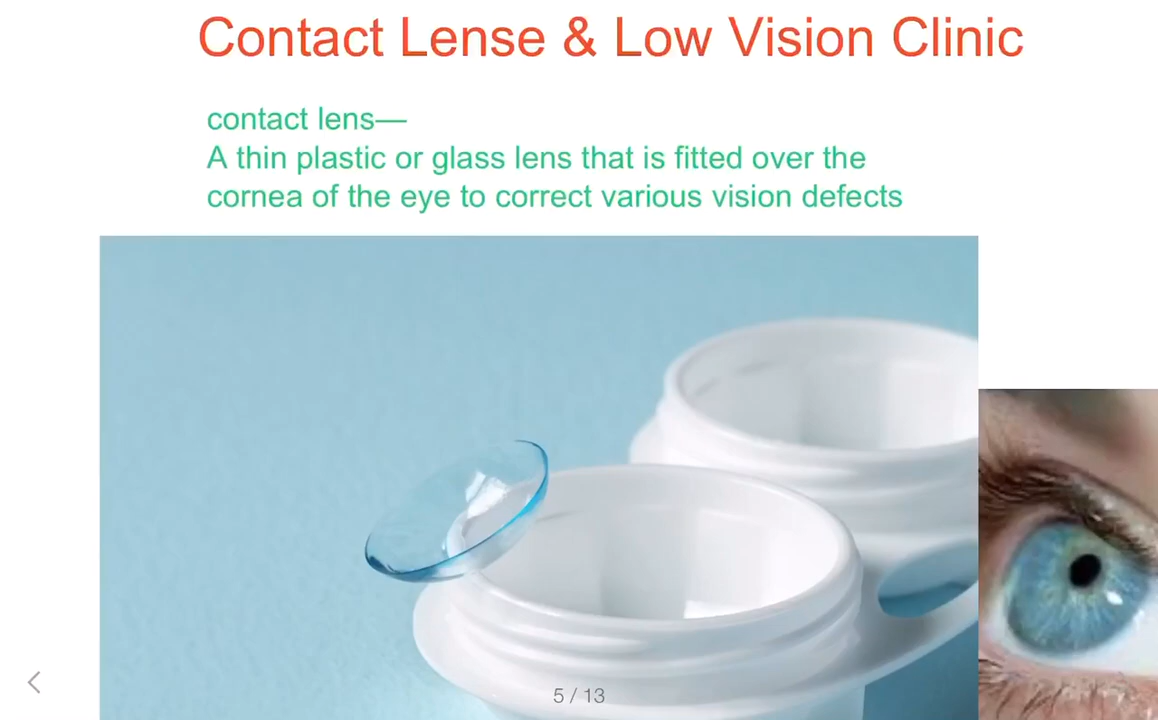 Contact Lense & Low Vision Clinic
contact lens—
A thin plastic or glass lens that is fitted over the
cornea of the eye to correct various vision defects
5 / 13